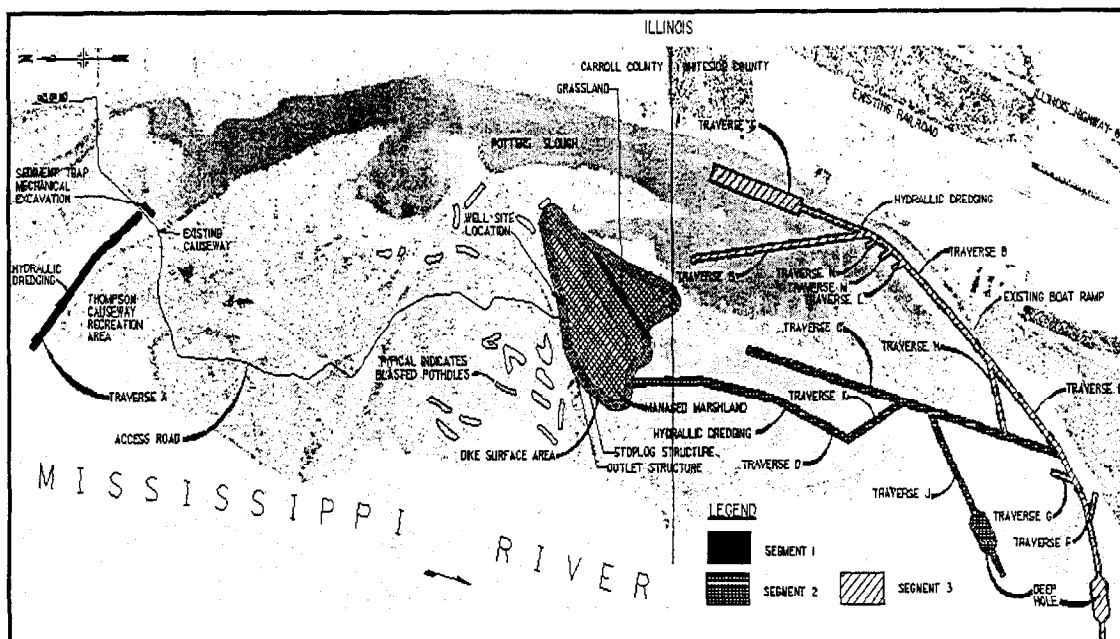 ILLINOIS
CARROLL COUNTY
WHITESIDE COUNTY
GRASSLAND
EXISTING
RAILROAD
ILLINOIS HIGHWAY
SEDIMENT TRAP
MECHANICAL
EXCAVATION
POTTERS SLOUGH
HYDRAULIC DREDGING
WELL SITE
LOCATION
EXISTING
CAUSEWAY
TRAVERSE B
HYDRAULIC
DREDGING
TRAVERSE N
TRAVERSE M
TRAVERSE L
EXISTING BOAT RAMP
THOMPSON
CAUSEWAY
RECREATION
AREA
TRAVERSE C
TRAVERSE H
TYPICAL INDICATES
BLASTED POTHOLES
TRAVERSE K
TRAVERSE A
MANAGED MARSHLAND
ACCESS ROAD
HYDRAULIC DREDGING
DIKE SURFACE AREA
STOPLOG STRUCTURE
OUTLET STRUCTURE
TRAVERSE D
TRAVERSE J
TRAVERSE G
TRAVERSE F
MISSISSIPPI RIVER
LEGEND
SEGMENT 1
SEGMENT 2
SEGMENT 3
DEEP
HOLE